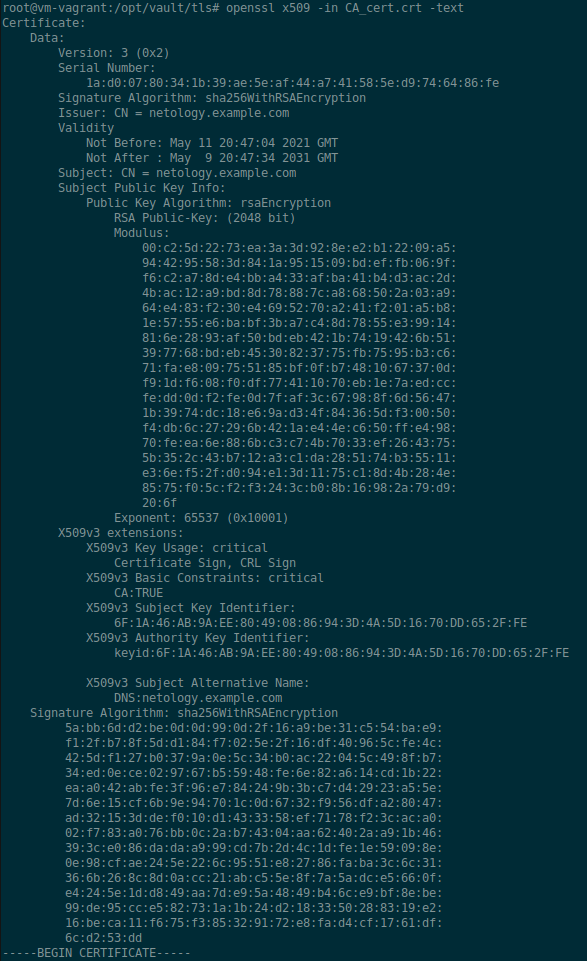 root@vm-vagrant:/opt/vault/tls# openssl x509 -in CA_cert.crt -text
Certificate:
Data:
Version: 3 (0x2)
Serial Number:
1a:d0:07:80:34:1b:39:ae:5e:af:44:a7:41:58:5e:d9:74:64:86:fe
Signature Algorithm: sha256WithRSAEncryption
Issuer: CN = netology.example.com
Validity
Not Before: May 11 20:47:04 2021 GMT
Not After : May  9 20:47:34 2031 GMT
Subject: CN = netology.example.com
Subject Public Key Info:
Public Key Algorithm: rsaEncryption
RSA Public-Key: (2048 bit)
Modulus:
00:c2:5d:22:73:ea:3a:3d:92:8e:e2:b1:22:09:a5:
94:42:95:58:3d:84:1a:95:15:09:bd:ef:fb:06:9f:
f6:c2:a7:8d:e4:bb:a4:33:af:ba:41:b4:d3:ac:2d:
4b:ac:12:a9:bd:8d:78:88:7c:a8:68:50:2a:03:a9:
64:e4:83:f2:30:e4:69:52:70:a2:41:f2:01:a5:b8:
1e:57:55:e6:ba:bf:3b:a7:c4:8d:78:55:e3:99:14:
81:6e:28:93:af:50:bd:eb:42:1b:74:19:42:6b:51:
39:77:68:bd:eb:45:30:82:37:75:fb:75:95:b3:c6:
71:fa:e8:09:75:51:85:bf:0f:b7:48:10:67:37:0d:
f9:1d:f6:08:f0:df:77:41:10:70:eb:1e:7a:ed:cc:
fe:dd:0d:f2:fe:0d:7f:af:3c:67:98:8f:6d:56:47:
1b:39:74:dc:18:e6:9a:d3:4f:84:36:5d:f3:00:50:
f4:db:6c:27:29:6b:42:1a:e4:4e:c6:50:ff:e4:98:
70:fe:ea:6e:88:6b:c3:c7:4b:70:33:ef:26:43:75:
5b:35:2c:43:b7:12:a3:c1:da:28:51:74:b3:55:11:
e3:6e:f5:2f:d0:94:e1:3d:11:75:c1:8d:4b:28:4e:
85:75:f0:5c:f2:f3:24:3c:b0:8b:16:98:2a:79:d9:
20:6f
Exponent: 65537 (0x10001)
X509v3 extensions:
X509v3 Key Usage: critical
Certificate Sign, CRL Sign
X509v3 Basic Constraints: critical
CA:TRUE
X509v3 Subject Key Identifier:
6F:1A:46:AB:9A:EE:80:49:08:86:94:3D:4A:5D:16:70:DD:65:2F:FE
X509v3 Authority Key Identifier:
keyid:6F:1A:46:AB:9A:EE:80:49:08:86:94:3D:4A:5D:16:70:DD:65:2F:FE
X509v3 Subject Alternative Name:
DNS:netology.example.com
Signature Algorithm: sha256WithRSAEncryption
5a:bb:6d:d2:be:0d:0d:99:0d:2f:16:a9:be:31:c5:54:ba:e9:
f1:2f:b7:8f:5d:d1:84:f7:02:5e:2f:16:df:40:96:5c:fe:4c:
42:5d:f1:27:b0:37:9a:0e:5c:34:b0:ac:22:04:5c:49:8f:b7:
34:ed:0e:ce:02:97:67:b5:59:48:fe:6e:82:a6:14:cd:1b:22:
ea:a0:42:ab:fe:3f:96:e7:84:24:9b:3b:c7:d4:29:23:a5:5e:
7d:6e:15:cf:6b:9e:94:70:1c:0d:67:32:f9:56:df:a2:80:47:
ad:32:15:3d:de:f0:10:d1:43:33:58:ef:71:78:f2:3c:ac:a0:
02:f7:83:a0:76:bb:0c:2a:b7:43:04:aa:62:40:2a:a9:1b:46:
39:3c:e0:86:da:da:a9:99:cd:7b:2d:4c:1d:fe:1e:59:09:8e:
0e:98:cf:ae:24:5e:22:6c:95:51:e8:27:86:fa:ba:3c:6c:31:
36:6b:26:8c:8d:0a:cc:21:ab:c5:5e:8f:7a:5a:dc:e5:66:0f:
e4:24:5e:1d:d8:49:aa:7d:e9:5a:48:49:b4:6c:e9:bf:8e:be:
99:de:95:cc:e5:82:73:1a:1b:24:d2:18:33:50:28:83:19:e2:
16:be:ca:11:f6:75:f3:85:32:91:72:e8:fa:d4:cf:17:61:df:
6c:d2:53:dd
-----BEGIN CERTIFICATE-----